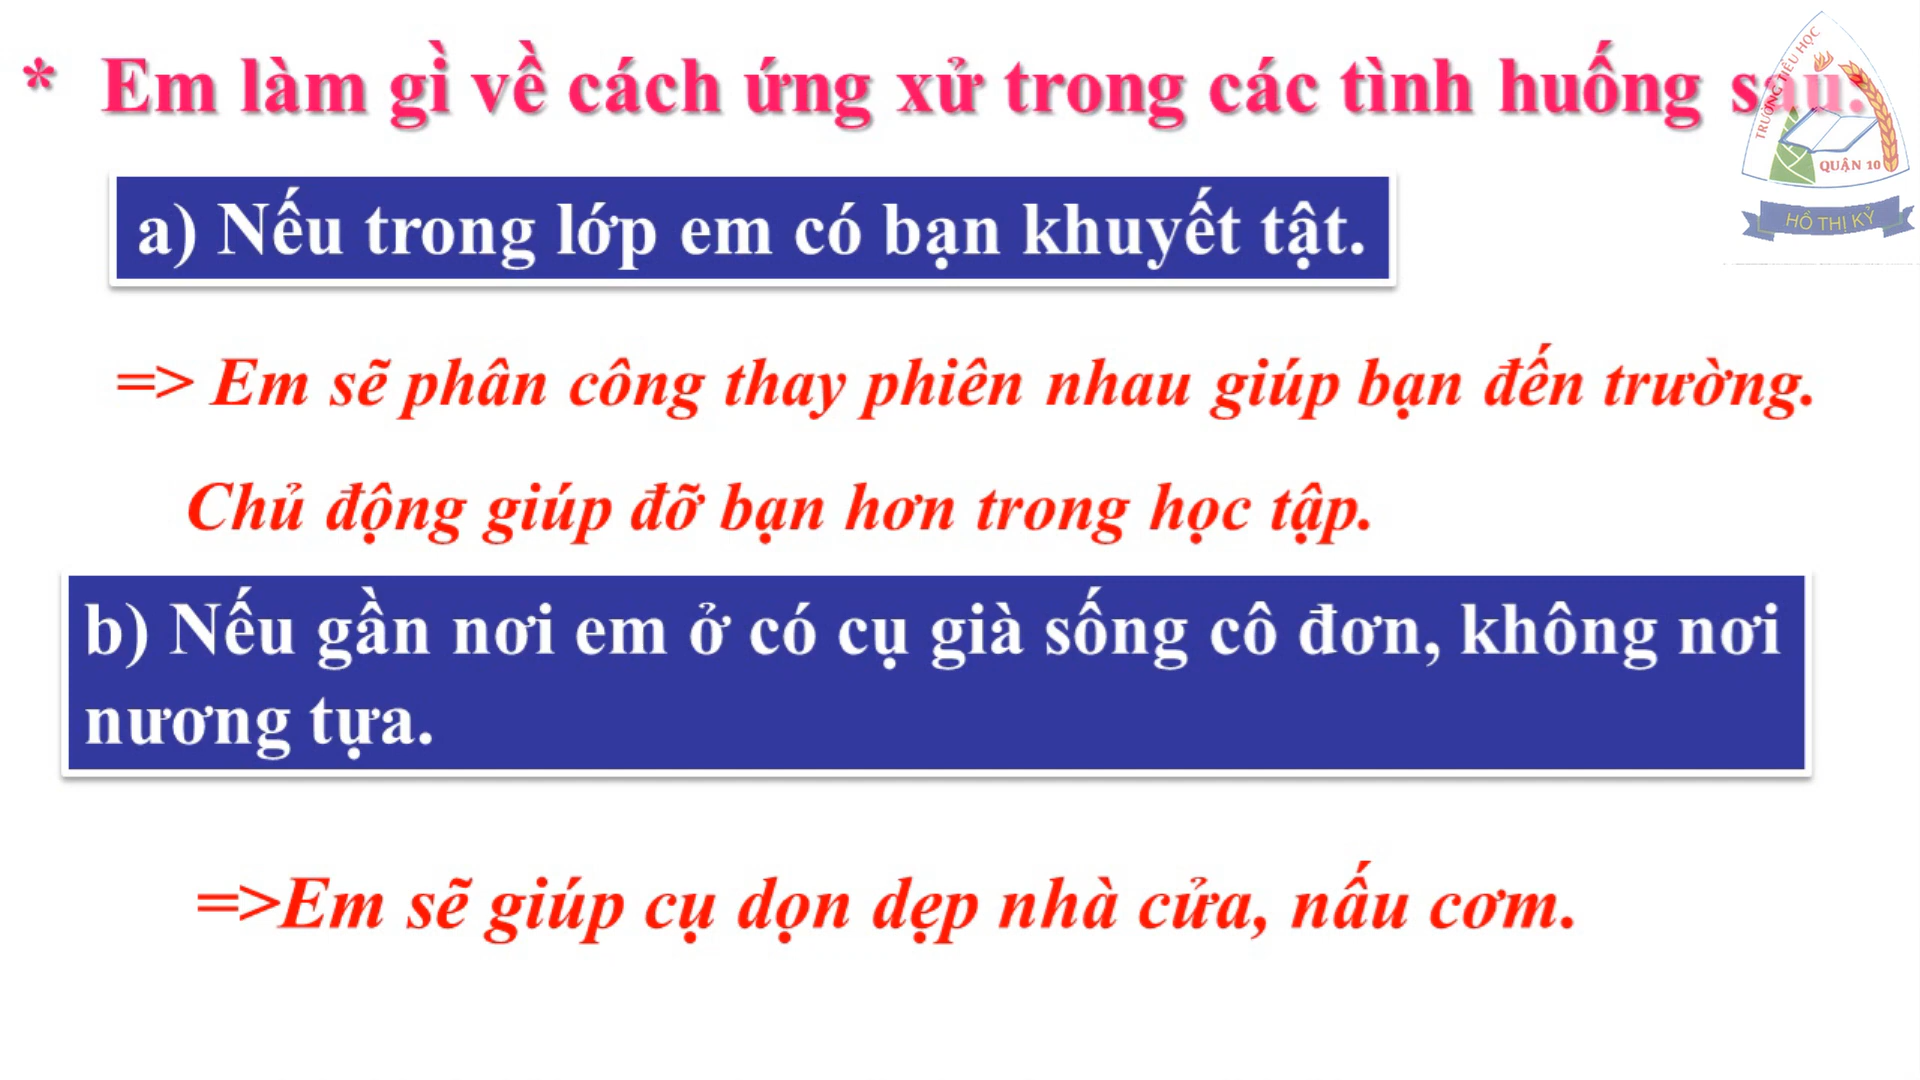 * Em làm gì về cách ứng xử trong các tình huống sau:
a) Nếu trong lớp em có bạn khuyết tật.
=> Em sẽ phân công thay phiên nhau giúp bạn đến trường.
Chủ động giúp đỡ bạn hơn trong học tập.
b) Nếu gần nơi em ở có cụ già sống cô đơn, không nơi
nương tựa.
=>Em sẽ giúp cụ dọn dẹp nhà cửa, nấu cơm.
TRƯỜNG TIỂU HỌC
QUẬN 10
HỒ THỊ KỶ